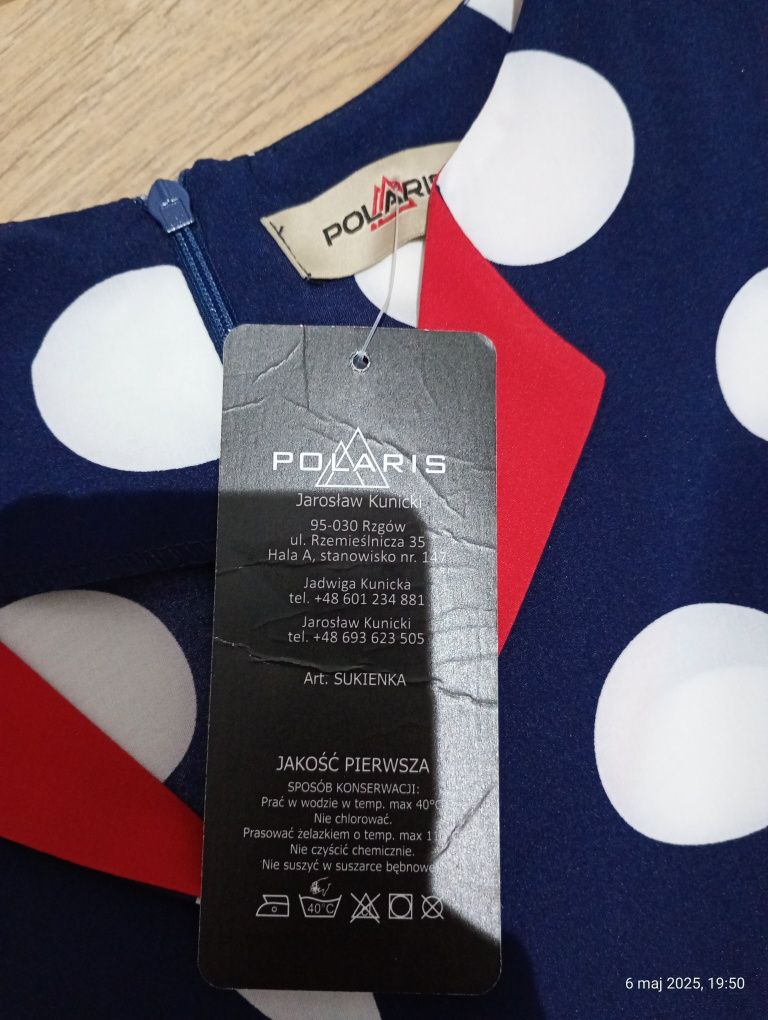 POLARIS
POLARIS
Jarosław Kunicki
95-030 Rzgów
ul. Rzemieślnicza 35
Hala A, stanowisko nr. 147
Jadwiga Kunicka
tel. +48 601 234 881
Jarosław Kunicki
tel. +48 693 623 505
Art. SUKIENKA
JAKOŚĆ PIERWSZA
SPOSÓB KONSERWACJI:
Prać w wodzie w temp. max 40°C
Nie chlorować.
Prasować żelazkiem o temp. max
Nie czyścić chemicznie.
Nie suszyć w suszarce
40°C
6 maj 2025, 19:50